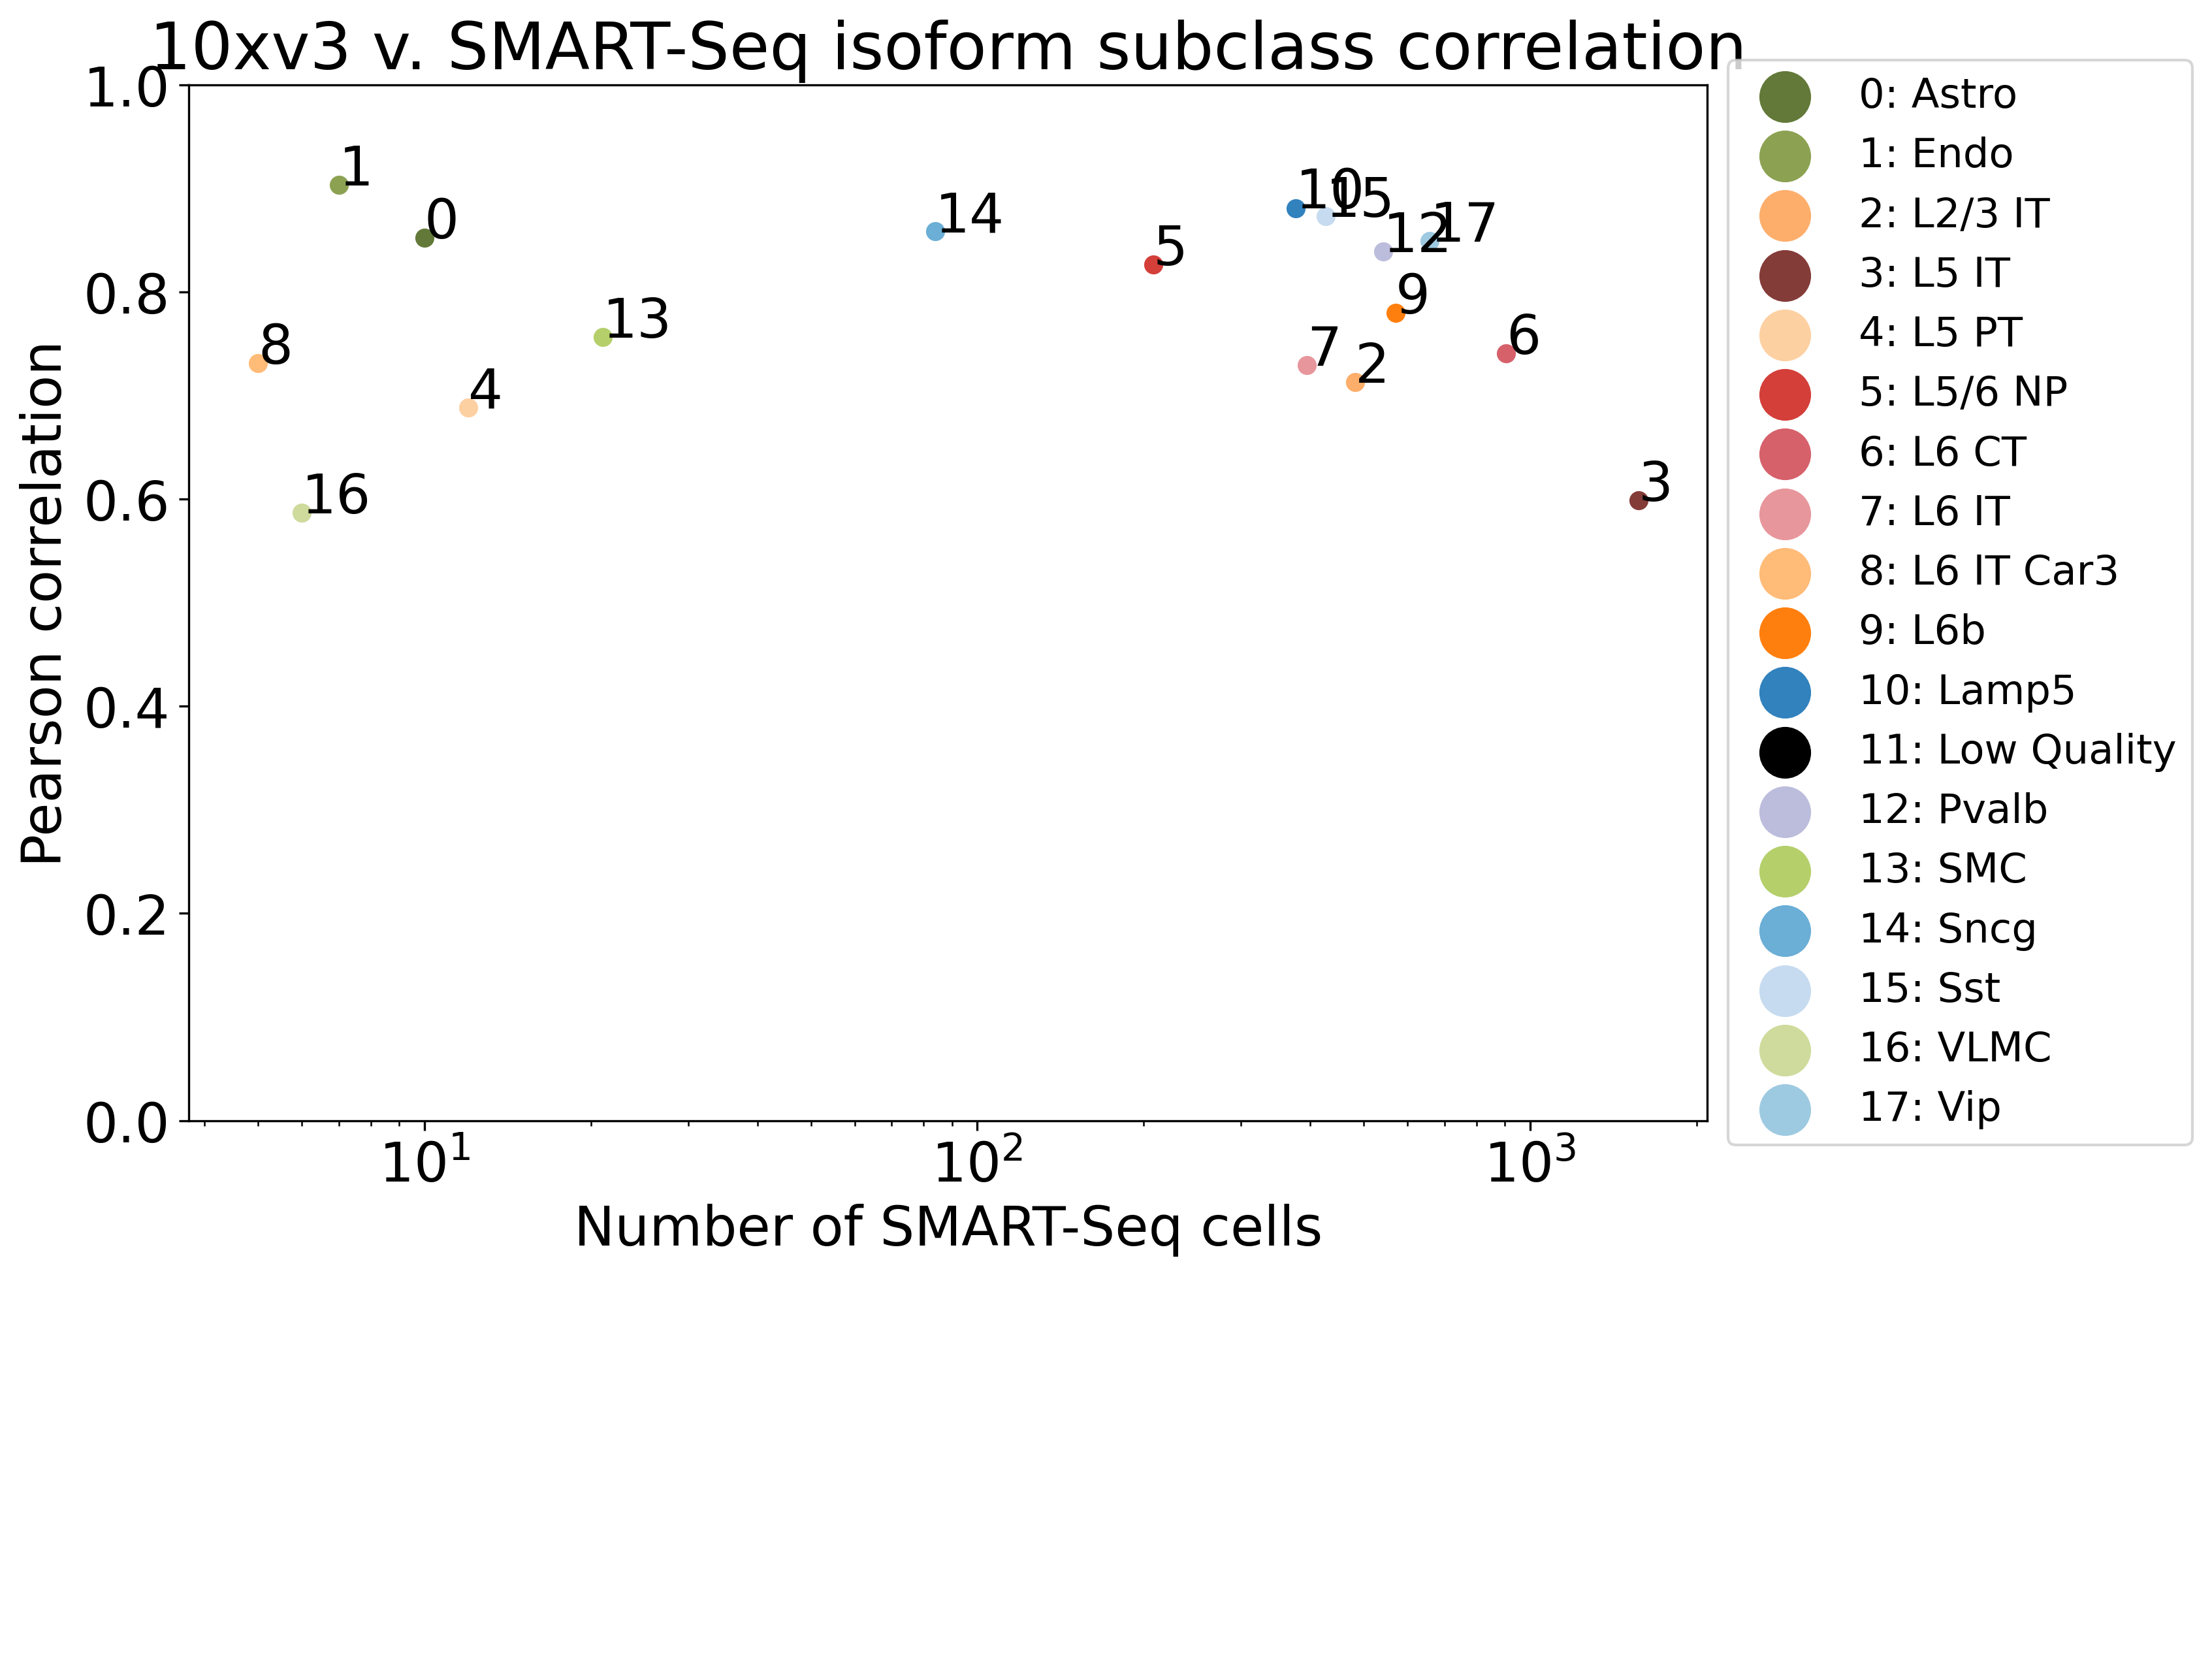 10xv3 v. SMART-Seq isoform subclass correlation
1.0
0.8
0.6
0.4
0.2
0.0
Pearson correlation
1
0
14
10
15
5
12
17
13
9
8
7
2
6
4
16
3
10¹
10²
10³
Number of SMART-Seq cells
0: Astro
1: Endo
2: L2/3 IT
3: L5 IT
4: L5 PT
5: L5/6 NP
6: L6 CT
7: L6 IT
8: L6 IT Car3
9: L6b
10: Lamp5
11: Low Quality
12: Pvalb
13: SMC
14: Sncg
15: Sst
16: VLMC
17: Vip